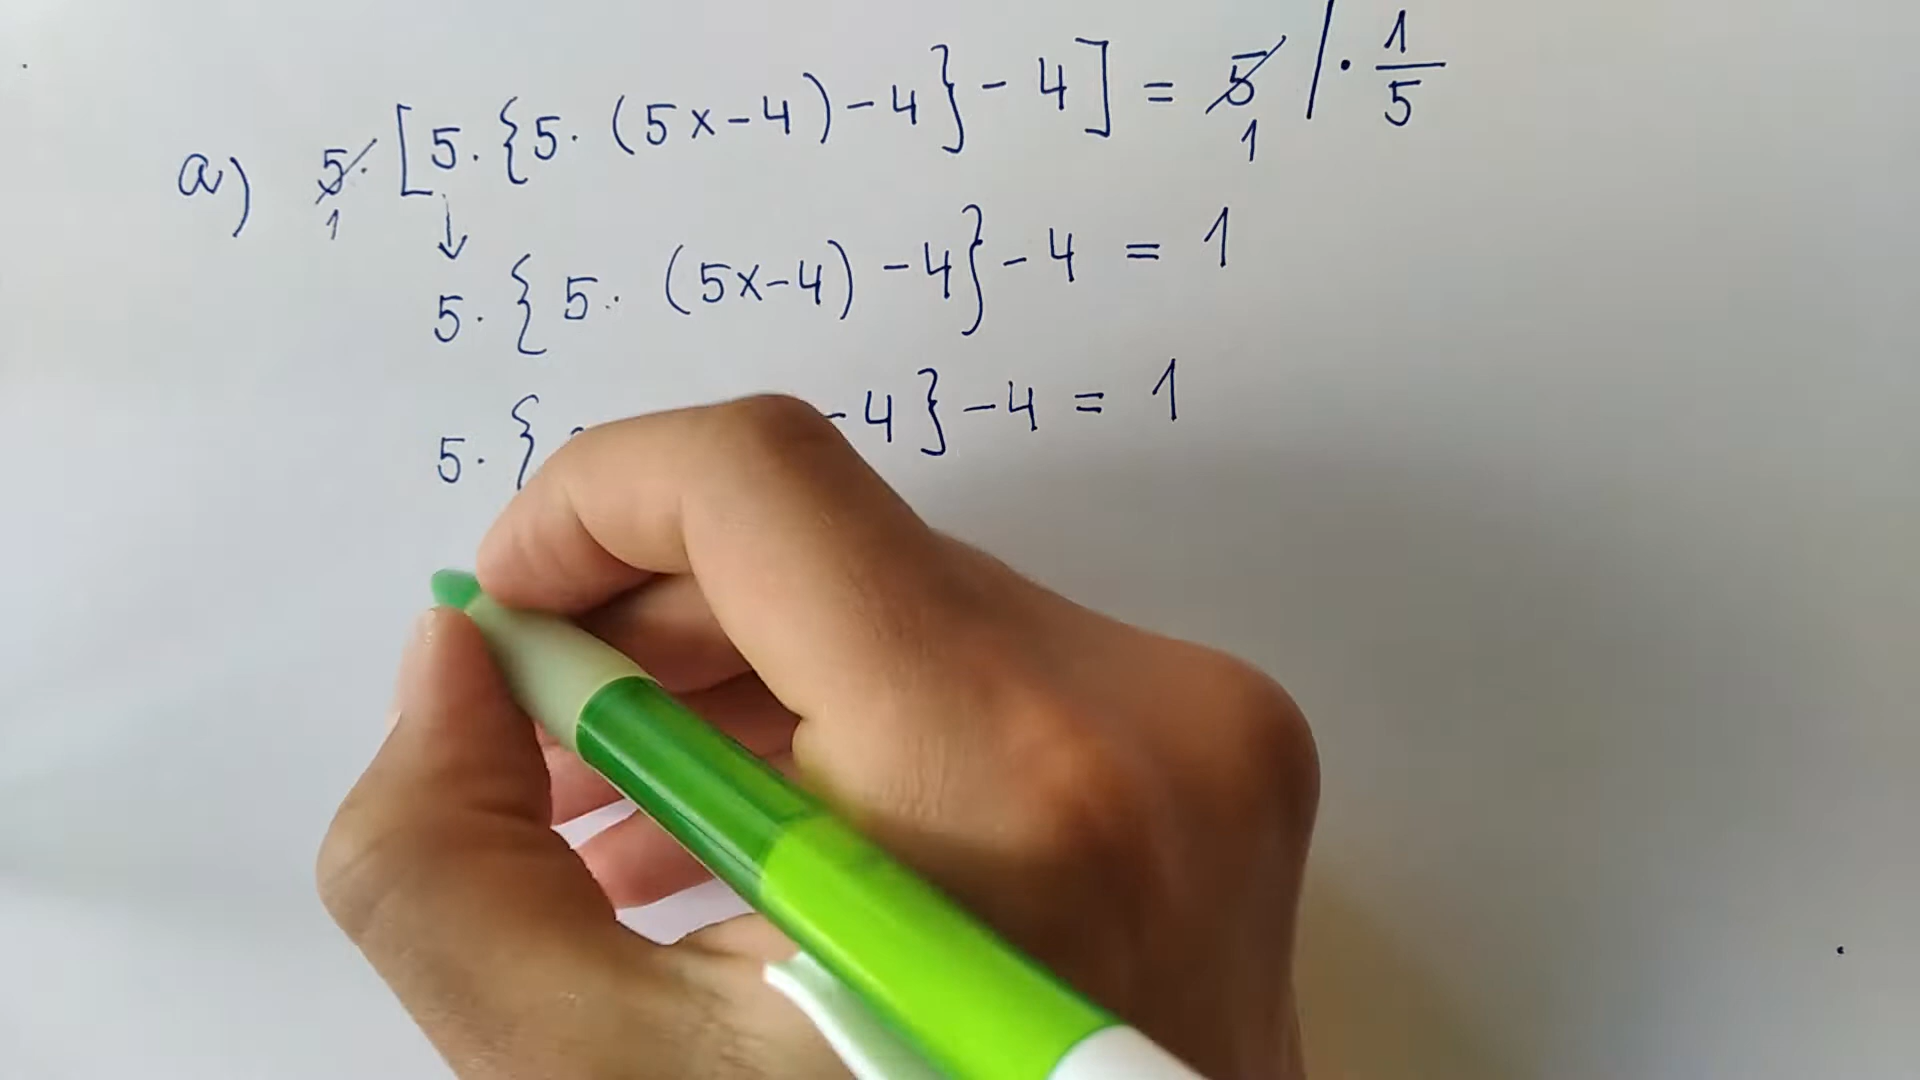 a) 5· [5· {5· (5x-4) -4} - 4] = 5 / · 1/5
1 1
↓
5· {5· (5x-4) -4} - 4 = 1
5· { -4} -4 = 1